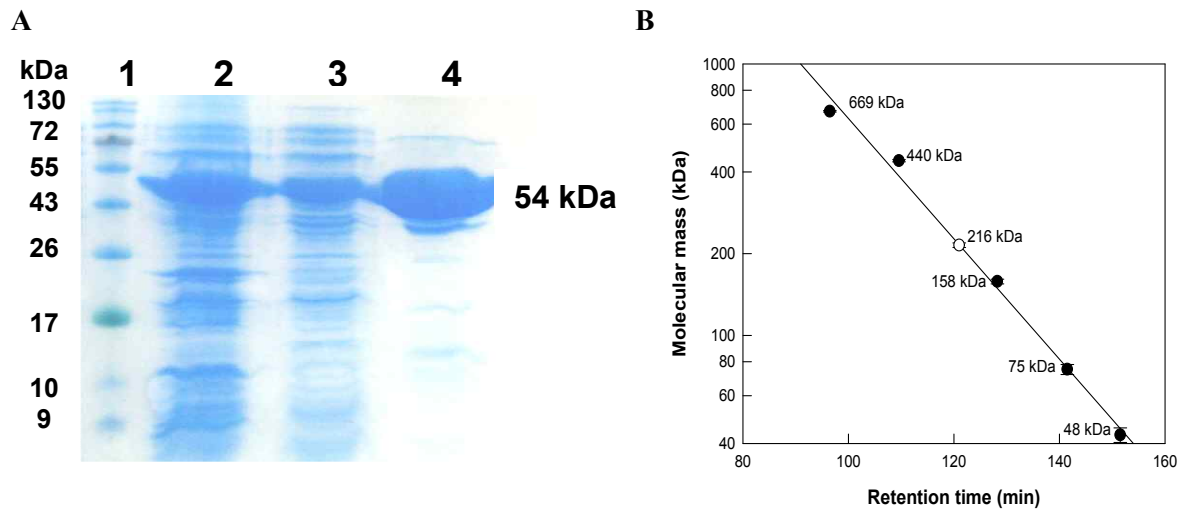 A
kDa
1 2 3 4
130
72
55
43
26
17
10
9
54 kDa
B
Molecular mass (kDa)
1000
800
600
400
200
100
80
60
40
669 kDa
440 kDa
216 kDa
158 kDa
75 kDa
48 kDa
80 100 120 140 160
Retention time (min)